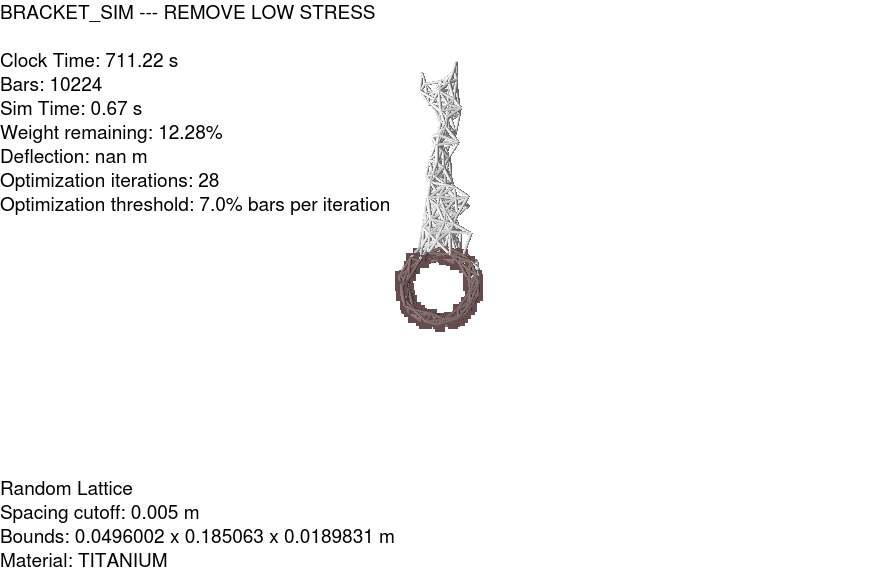 BRACKET_SIM --- REMOVE LOW STRESS
Clock Time: 711.22 s
Bars: 10224
Sim Time: 0.67 s
Weight remaining: 12.28%
Deflection: nan m
Optimization iterations: 28
Optimization threshold: 7.0% bars per iteration
Random Lattice
Spacing cutoff: 0.005 m
Bounds: 0.0496002 x 0.185063 x 0.0189831 m
Material: TITANIUM